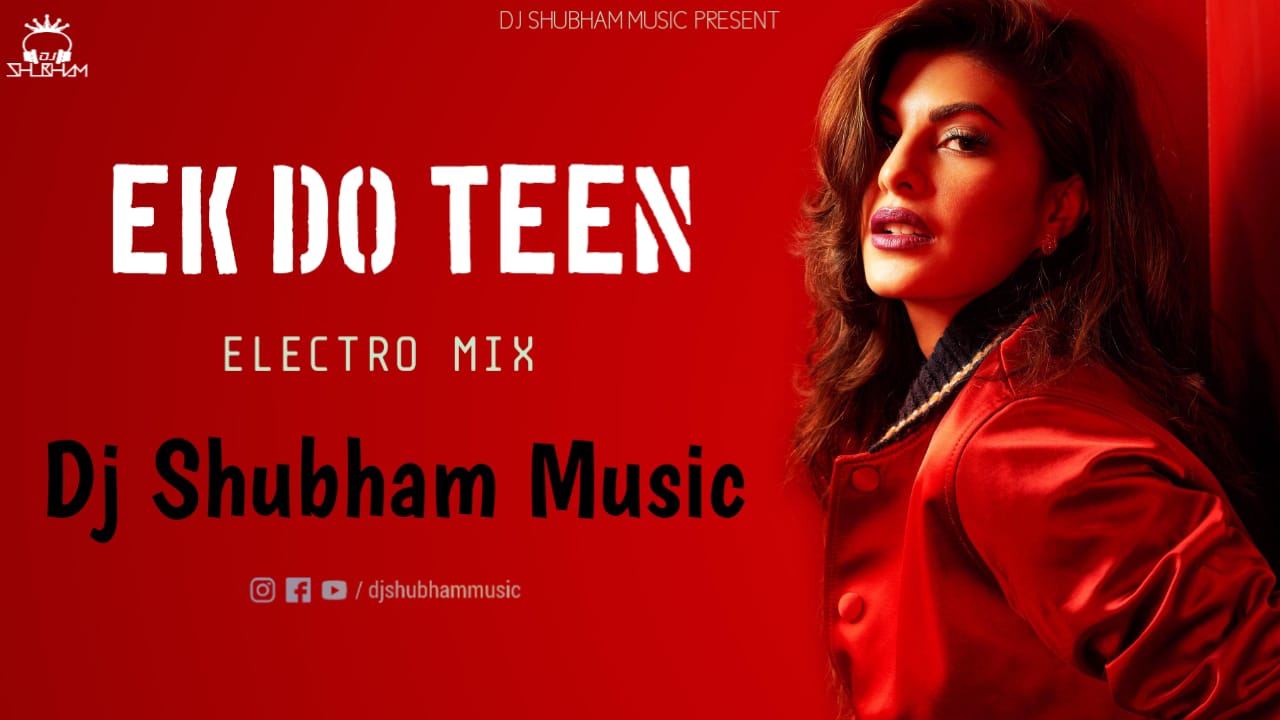 DJ SHUBHAM MUSIC PRESENT
DJ
SHUBHAM
EK DO TEEN
ELECTRO MIX
Dj Shubham Music
/ djshubhammusic